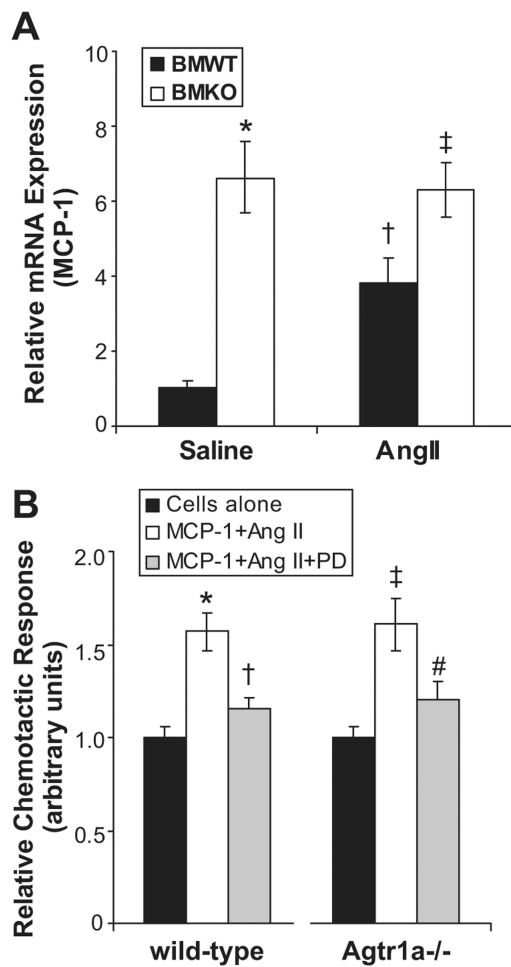 A
BMWT
BMKO
Relative mRNA Expression
(MCP-1)
10
8
6
4
2
0
*
†
‡
Saline
AngII
B
Cells alone
MCP-1+Ang II
MCP-1+Ang II+PD
Relative Chemotactic Response
(arbitrary units)
2.0
1.5
1.0
0.5
0
*
†
‡
#
wild-type
Agtr1a-/-